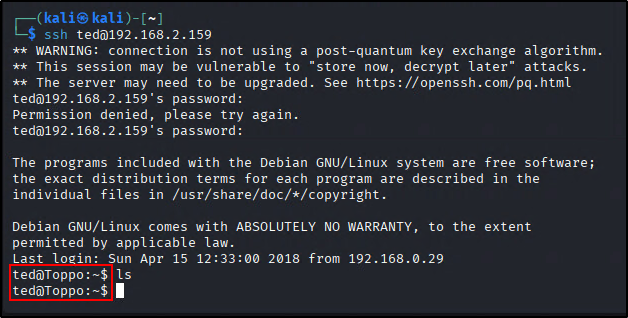 ┌──(kali㉿kali)-[~]
└─$ ssh ted@192.168.2.159
** WARNING: connection is not using a post-quantum key exchange algorithm.
** This session may be vulnerable to "store now, decrypt later" attacks.
** The server may need to be upgraded. See https://openssh.com/pq.html
ted@192.168.2.159's password:
Permission denied, please try again.
ted@192.168.2.159's password:
The programs included with the Debian GNU/Linux system are free software;
the exact distribution terms for each program are described in the
individual files in /usr/share/doc/*/copyright.
Debian GNU/Linux comes with ABSOLUTELY NO WARRANTY, to the extent
permitted by applicable law.
Last login: Sun Apr 15 12:33:00 2018 from 192.168.0.29
ted@Toppo:~$ ls
ted@Toppo:~$